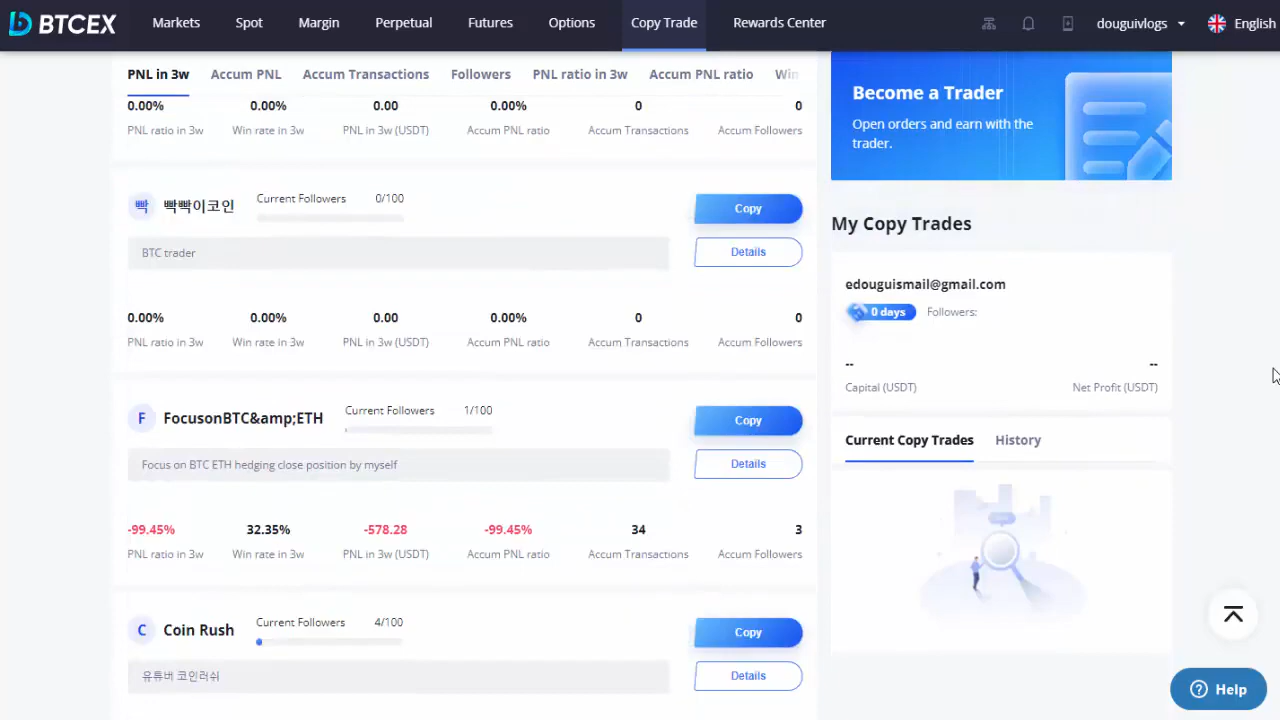 BTCEX Markets Spot Margin Perpetual Futures Options Copy Trade Rewards Center douguivlogs English
PNL in 3w Accum PNL Accum Transactions Followers PNL ratio in 3w Accum PNL ratio Win
0.00% 0.00% 0.00 0.00% 0 0
PNL ratio in 3w Win rate in 3w PNL in 3w (USDT) Accum PNL ratio Accum Transactions Accum Followers
빡 빡빡이코인 Current Followers 0/100 Copy
BTC trader Details
0.00% 0.00% 0.00 0.00% 0 0
PNL ratio in 3w Win rate in 3w PNL in 3w (USDT) Accum PNL ratio Accum Transactions Accum Followers
F FocusonBTC&amp;ETH Current Followers 1/100 Copy
Focus on BTC ETH hedging close position by myself Details
-99.45% 32.35% -578.28 -99.45% 34 3
PNL ratio in 3w Win rate in 3w PNL in 3w (USDT) Accum PNL ratio Accum Transactions Accum Followers
C Coin Rush Current Followers 4/100 Copy
유튜버 코인러쉬 Details
Become a Trader
Open orders and earn with the
trader.
My Copy Trades
edouguismail@gmail.com
0 days Followers:
-- --
Capital (USDT) Net Profit (USDT)
Current Copy Trades History
Help